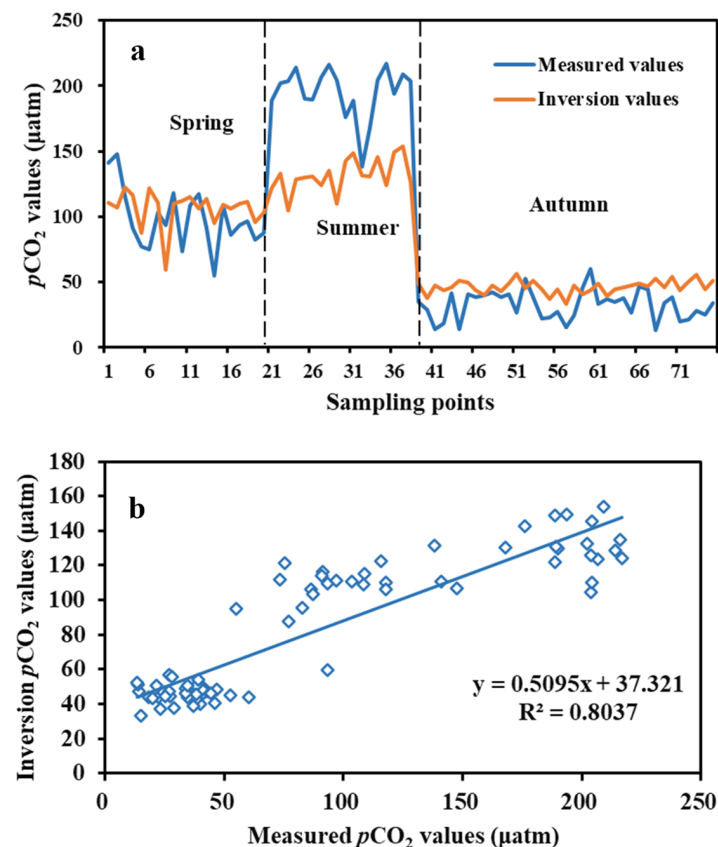 250
a
Measured values
200
Inversion values
Spring
150
pCO₂ values (µatm)
100
Summer
Autumn
50
0
1 6 11 16 21 26 31 36 41 46 51 56 61 66 71
Sampling points
180
b
160
140
120
100
Inversion pCO₂ values (µatm)
80
60
y = 0.5095x + 37.321
40
R² = 0.8037
20
0
0 50 100 150 200 250
Measured pCO₂ values (µatm)